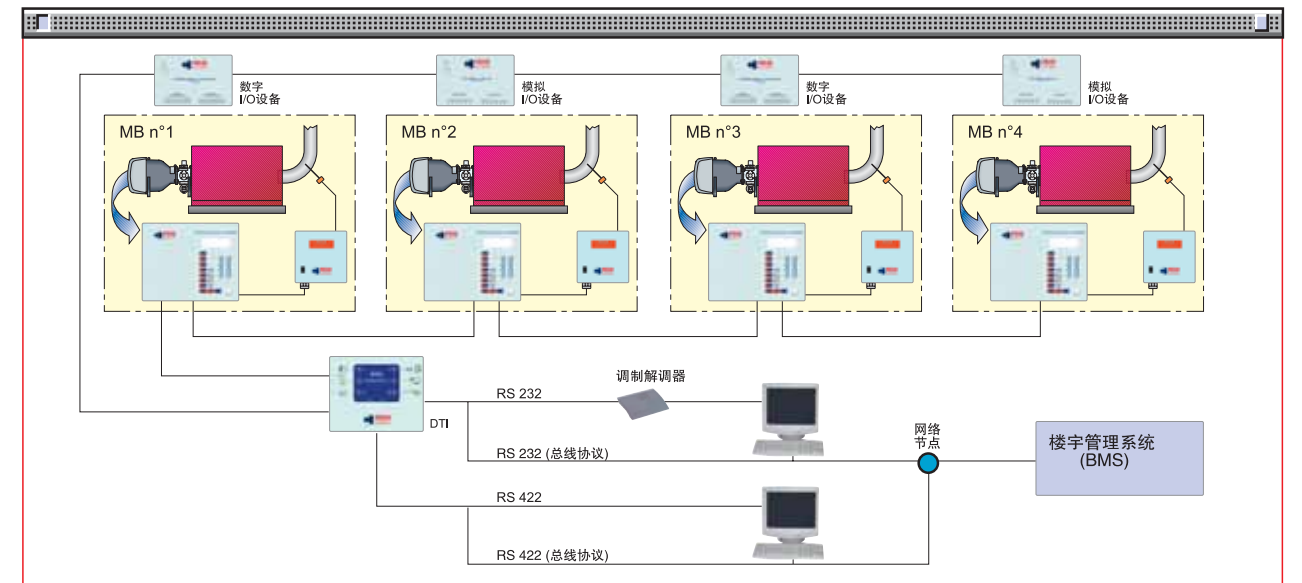 数字
I/O设备
模拟
I/O设备
数字
I/O设备
模拟
I/O设备
MB n°1
MB n°2
MB n°3
MB n°4
DTI
RS 232
调制解调器
RS 232 (总线协议)
网络
节点
楼宇管理系统
(BMS)
RS 422
RS 422 (总线协议)